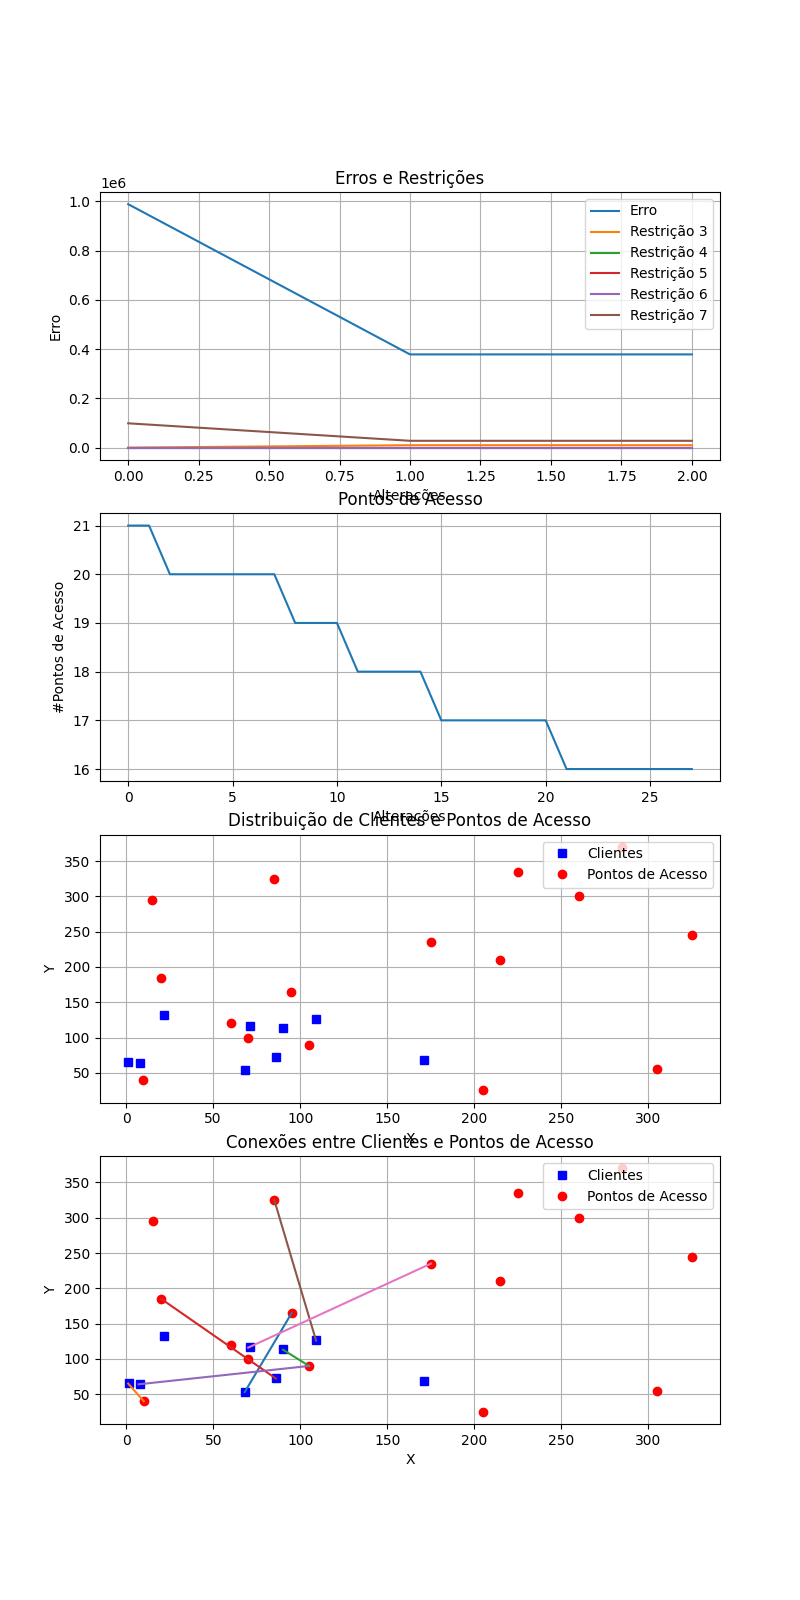 Erros e Restrições
1e6
1.0
0.8
0.6
0.4
0.2
0.0
Erro
Erro
Restrição 3
Restrição 4
Restrição 5
Restrição 6
Restrição 7
0.00 0.25 0.50 0.75 1.00 1.25 1.50 1.75 2.00
Alterações
Pontos de Acesso
21
20
19
18
17
16
#Pontos de Acesso
0 5 10 15 20 25
Alterações
Distribuição de Clientes e Pontos de Acesso
350
300
250
200
150
100
50
Y
Clientes
Pontos de Acesso
0 50 100 150 200 250 300
X
Conexões entre Clientes e Pontos de Acesso
350
300
250
200
150
100
50
Y
Clientes
Pontos de Acesso
0 50 100 150 200 250 300
X